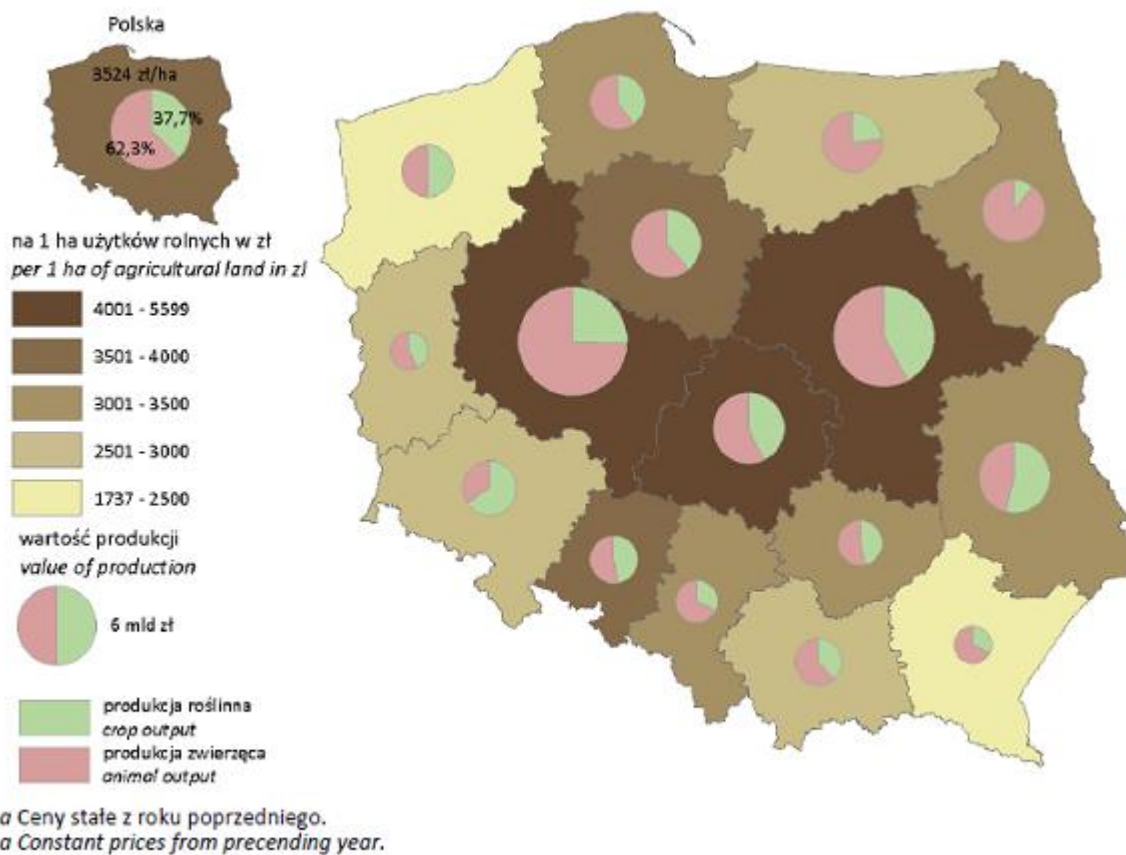 Polska
3524 zł/ha
37,7%
62,3%
na 1 ha użytków rolnych w zł
per 1 ha of agricultural land in zl
4001 - 5599
3501 - 4000
3001 - 3500
2501 - 3000
1737 - 2500
wartość produkcji
value of production
6 mld zł
produkcja roślinna
crop output
produkcja zwierzęca
animal output
a Ceny stałe z roku poprzedniego.
a Constant prices from precending year.